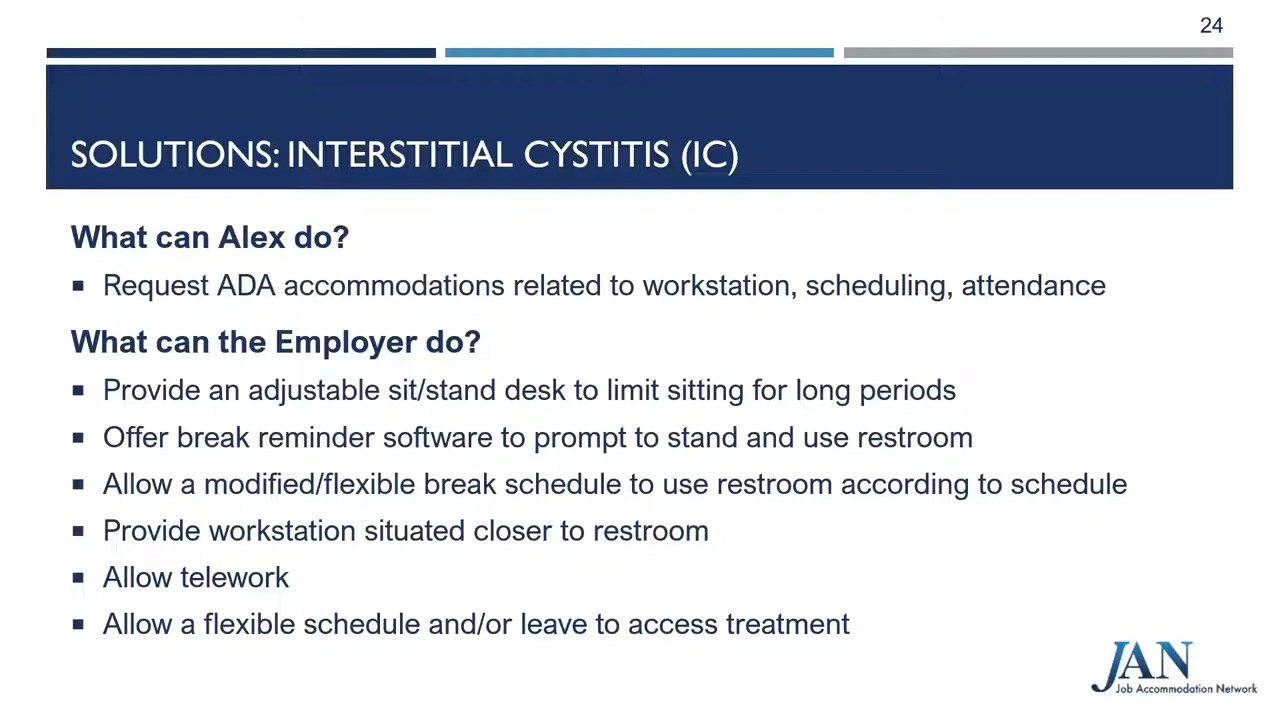 24
SOLUTIONS: INTERSTITIAL CYSTITIS (IC)
What can Alex do?
▪ Request ADA accommodations related to workstation, scheduling, attendance
What can the Employer do?
▪ Provide an adjustable sit/stand desk to limit sitting for long periods
▪ Offer break reminder software to prompt to stand and use restroom
▪ Allow a modified/flexible break schedule to use restroom according to schedule
▪ Provide workstation situated closer to restroom
▪ Allow telework
▪ Allow a flexible schedule and/or leave to access treatment
JAN
Job Accommodation Network